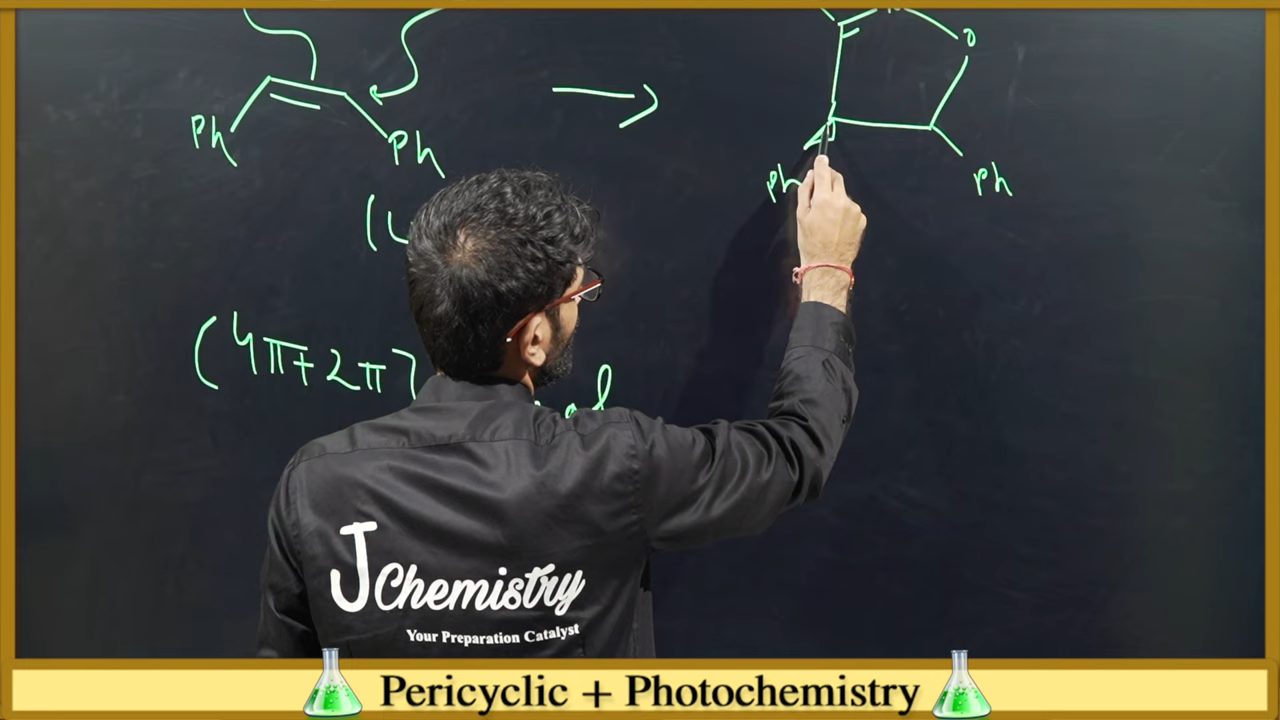 O
Ph
Ph
Ph
Ph
(4π+2π)
J Chemistry
Your Preparation Catalyst
Pericyclic + Photochemistry